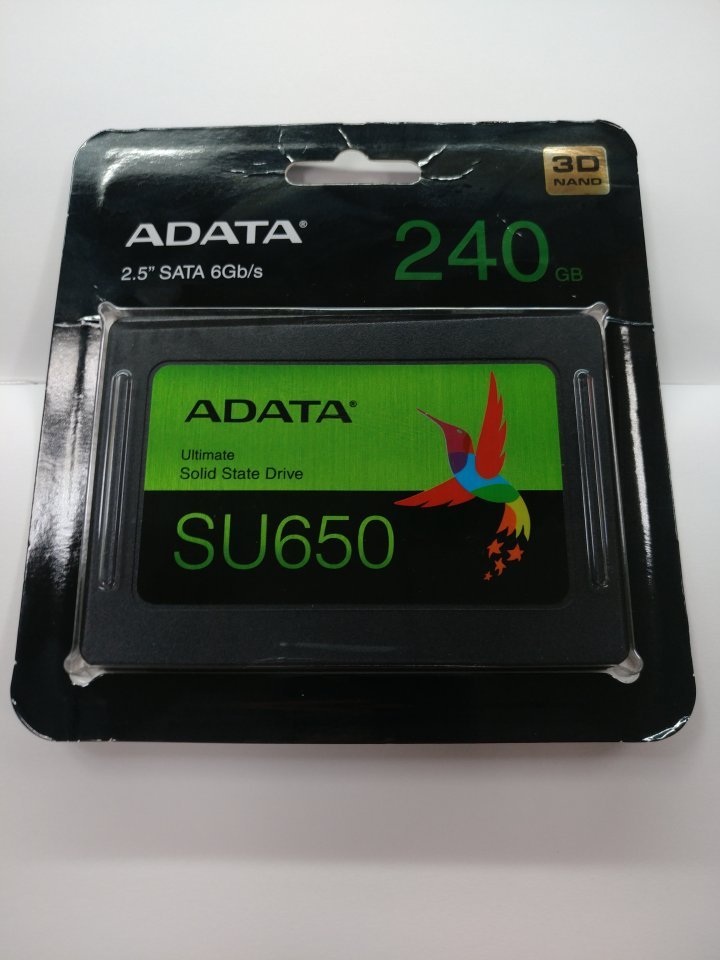 3D
NAND
ADATA®
240 GB
2.5" SATA 6Gb/s
ADATA®
Ultimate
Solid State Drive
SU650